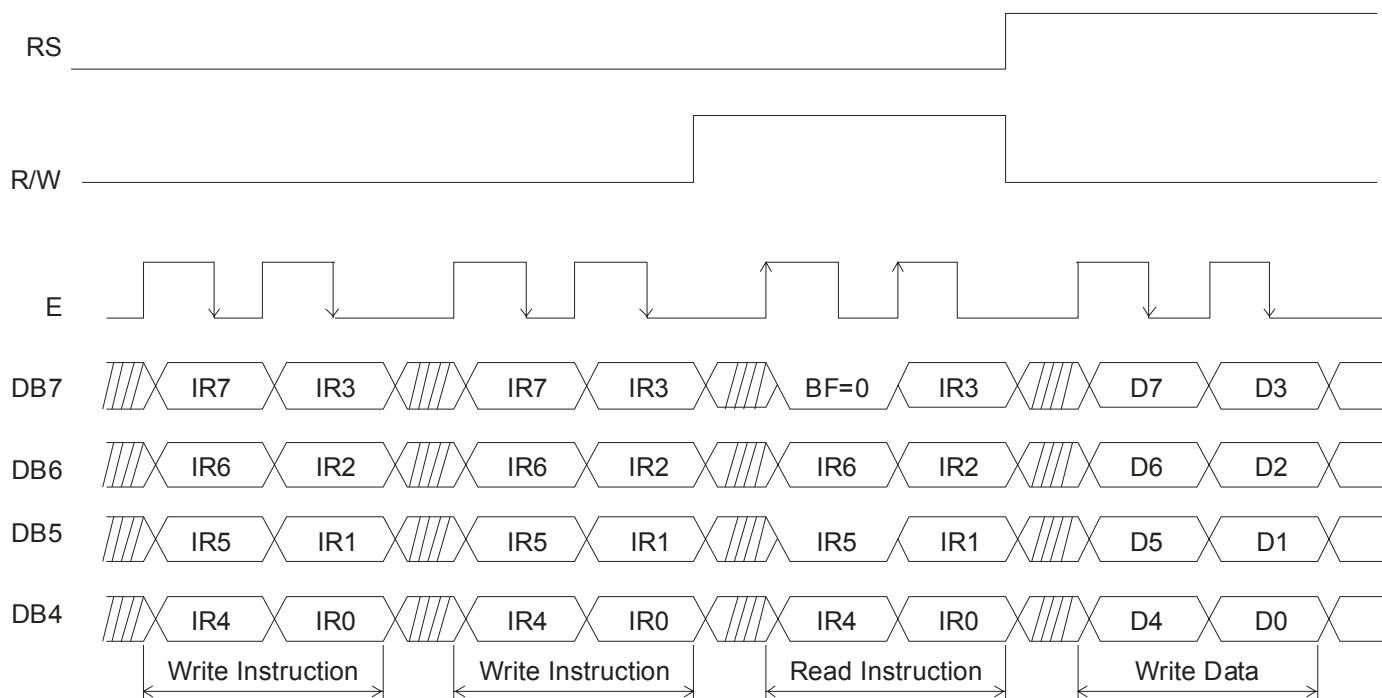 RS
R/W
E
DB7 IR7 IR3 IR7 IR3 BF=0 IR3 D7 D3
DB6 IR6 IR2 IR6 IR2 IR6 IR2 D6 D2
DB5 IR5 IR1 IR5 IR1 IR5 IR1 D5 D1
DB4 IR4 IR0 IR4 IR0 IR4 IR0 D4 D0
Write Instruction Write Instruction Read Instruction Write Data